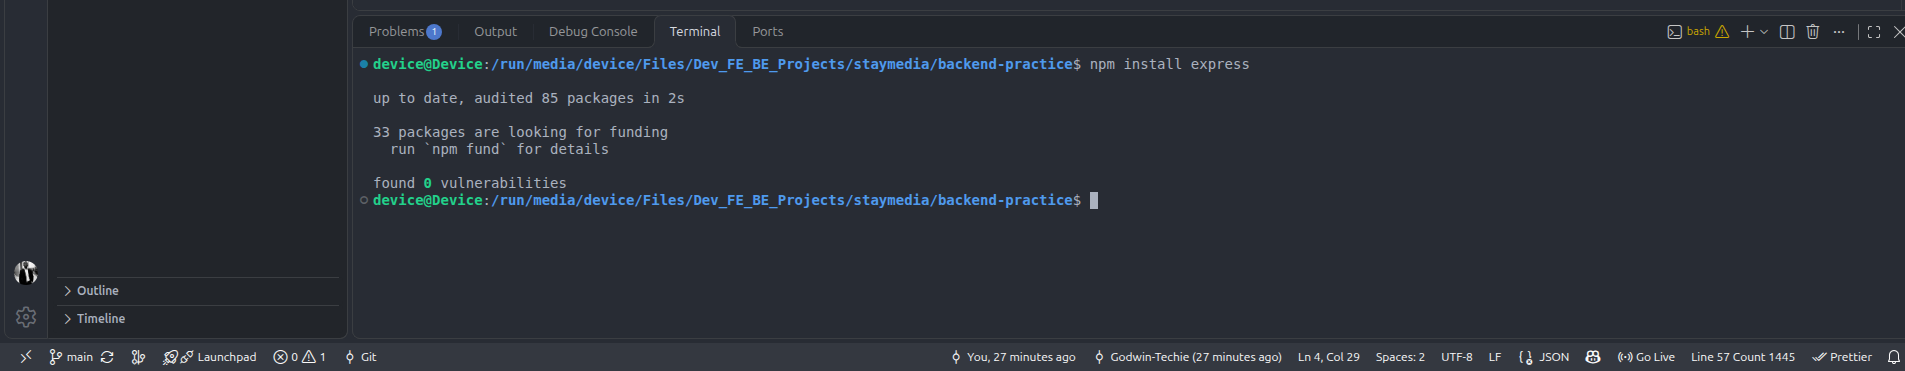 Problems 1 Output Debug Console Terminal Ports bash
device@Device:/run/media/device/Files/Dev_FE_BE_Projects/staymedia/backend-practice$ npm install express
up to date, audited 85 packages in 2s
33 packages are looking for funding
run `npm fund` for details
found 0 vulnerabilities
device@Device:/run/media/device/Files/Dev_FE_BE_Projects/staymedia/backend-practice$
Outline
Timeline
main Launchpad 0 1 Git You, 27 minutes ago Godwin-Techie (27 minutes ago) Ln 4, Col 29 Spaces: 2 UTF-8 LF {} JSON Go Live Line 57 Count 1445 Prettier